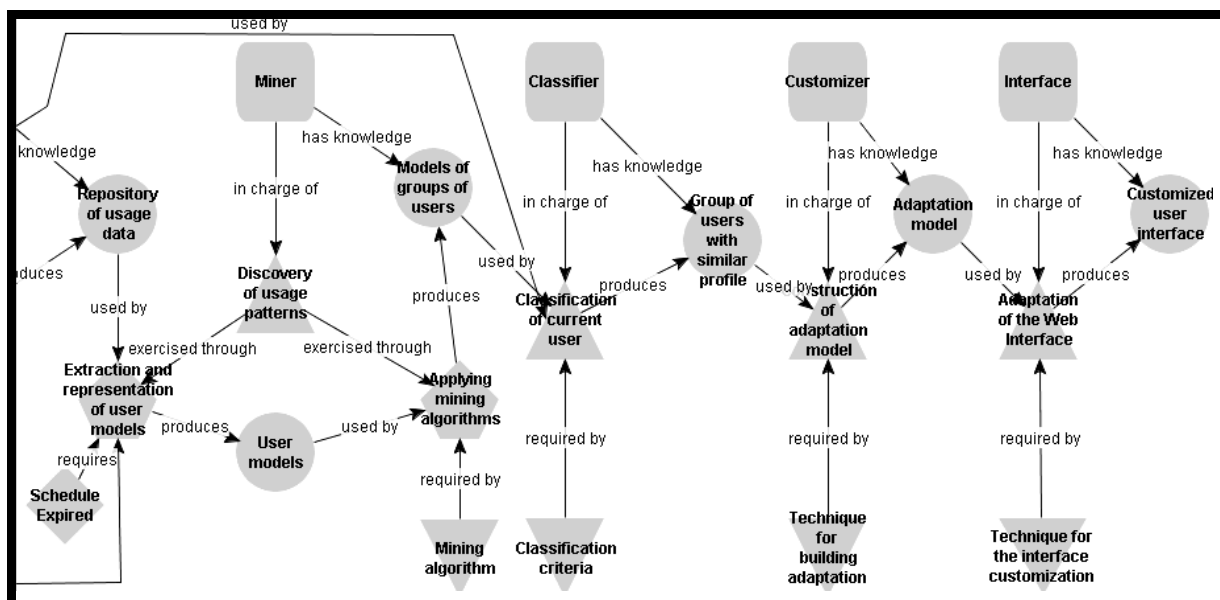 used by
Miner
Classifier
Customizer
Interface
knowledge
has knowledge
has knowledge
has knowledge
has knowledge
Repository
of usage
data
in charge of
Models of
groups of
users
in charge of
Group of
users
with
similar
profile
in charge of
Adaptation
model
in charge of
Customized
user
interface
oduces
used by
Discovery
of usage
patterns
used by
produces
Classification
of current
user
produces
used by
struction
of
adaptation
model
produces
used by
Adaptation
of the Web
Interface
produces
exercised through
exercised through
Extraction and
representation
of user
models
produces
User
models
used by
Applying
mining
algorithms
requires
Schedule
Expired
required by
required by
required by
required by
Mining
algorithm
Classification
criteria
Technique
for
building
adaptation
Technique for
the interface
customization